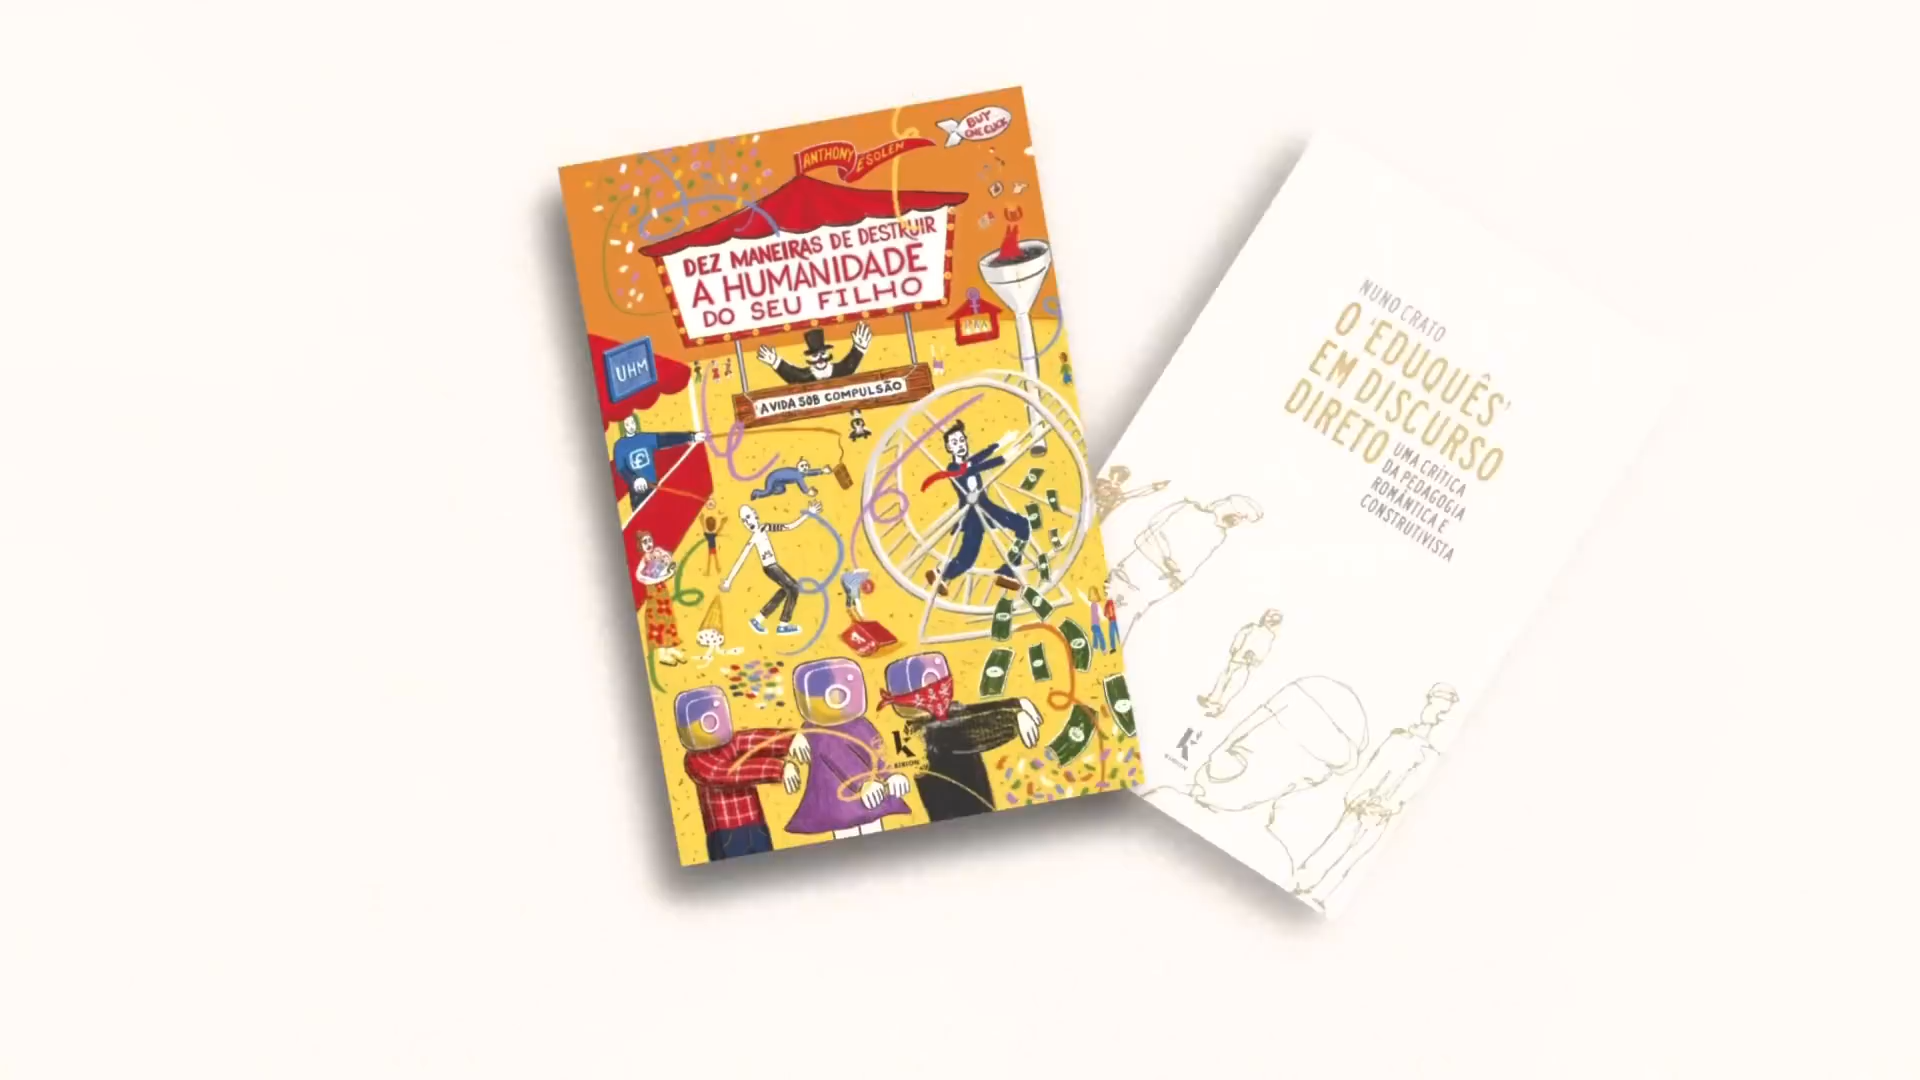 ANTHONY ESOLEN
BUY
ONE CLICK
DEZ MANEIRAS DE DESTRUIR
A HUMANIDADE
DO SEU FILHO
UHM
A VIDA SOB COMPULSÃO
KIRION
NUNO CRATO
O 'EDUQUÊS'
EM DISCURSO
DIRETO
UMA CRÍTICA
DA PEDAGOGIA
ROMÂNTICA E
CONSTRUTIVISTA
KIRION